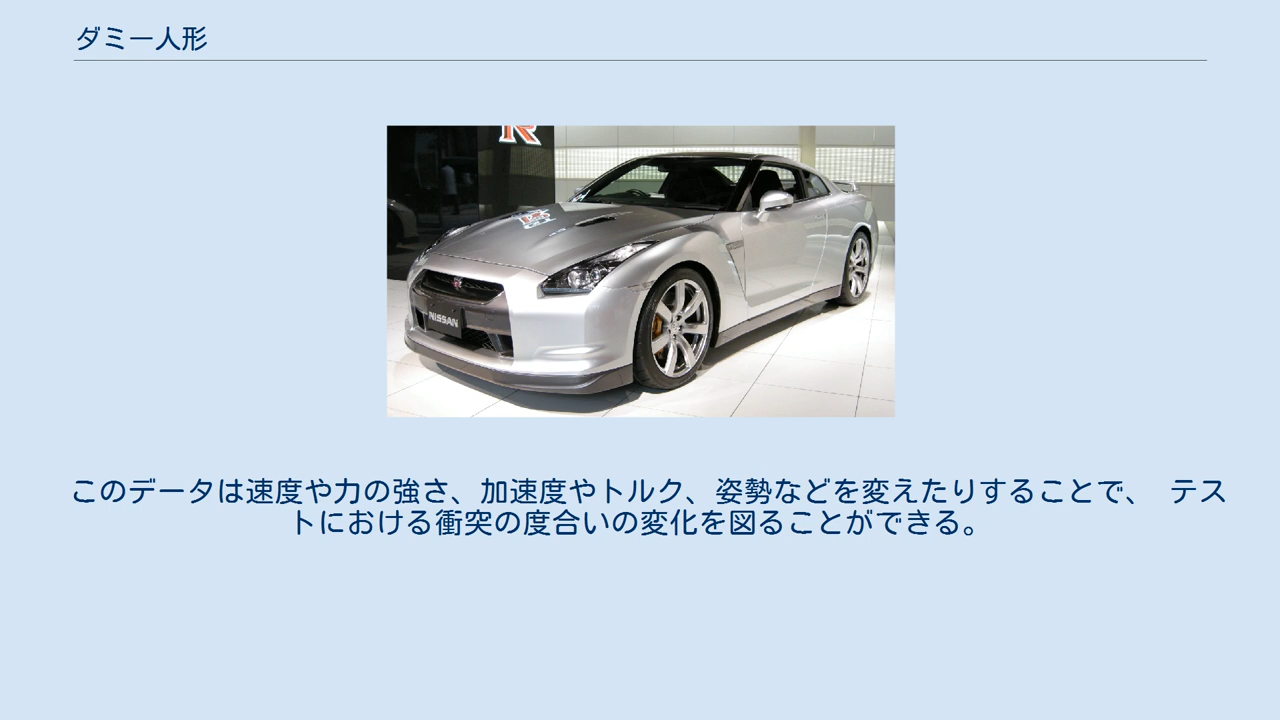 ダミー人形
R
NISSAN
このデータは速度や力の強さ、加速度やトルク、姿勢などを変えたりすることで、 テス
トにおける衝突の度合いの変化を図ることができる。